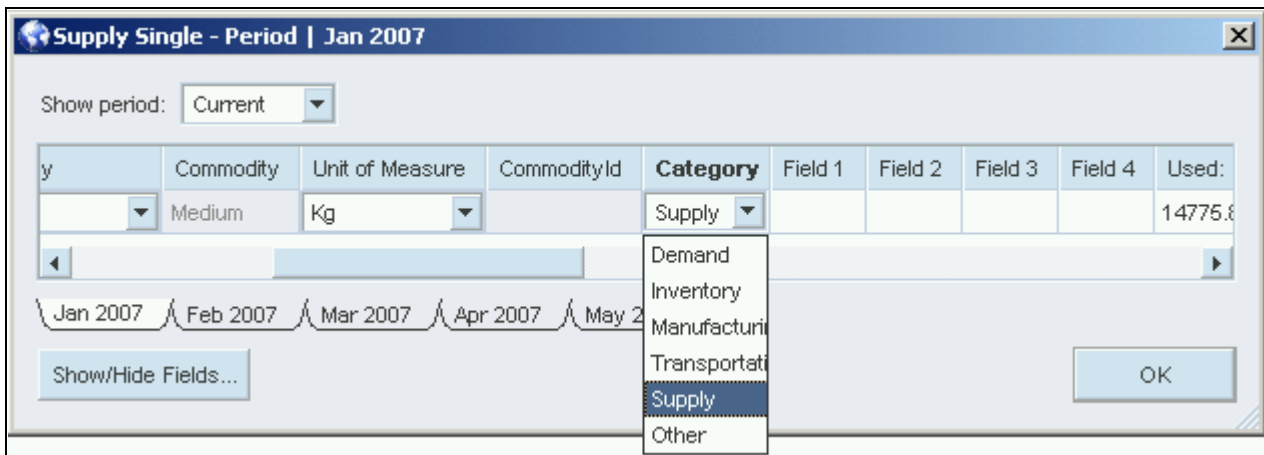 Supply Single - Period | Jan 2007
Show period: Current
y Commodity Unit of Measure CommodityId Category Field 1 Field 2 Field 3 Field 4 Used:
Medium Kg Supply 14775.8
Demand
Inventory
Jan 2007 Feb 2007 Mar 2007 Apr 2007 May 2
Manufacturin
Transportati
Show/Hide Fields... OK
Supply
Other